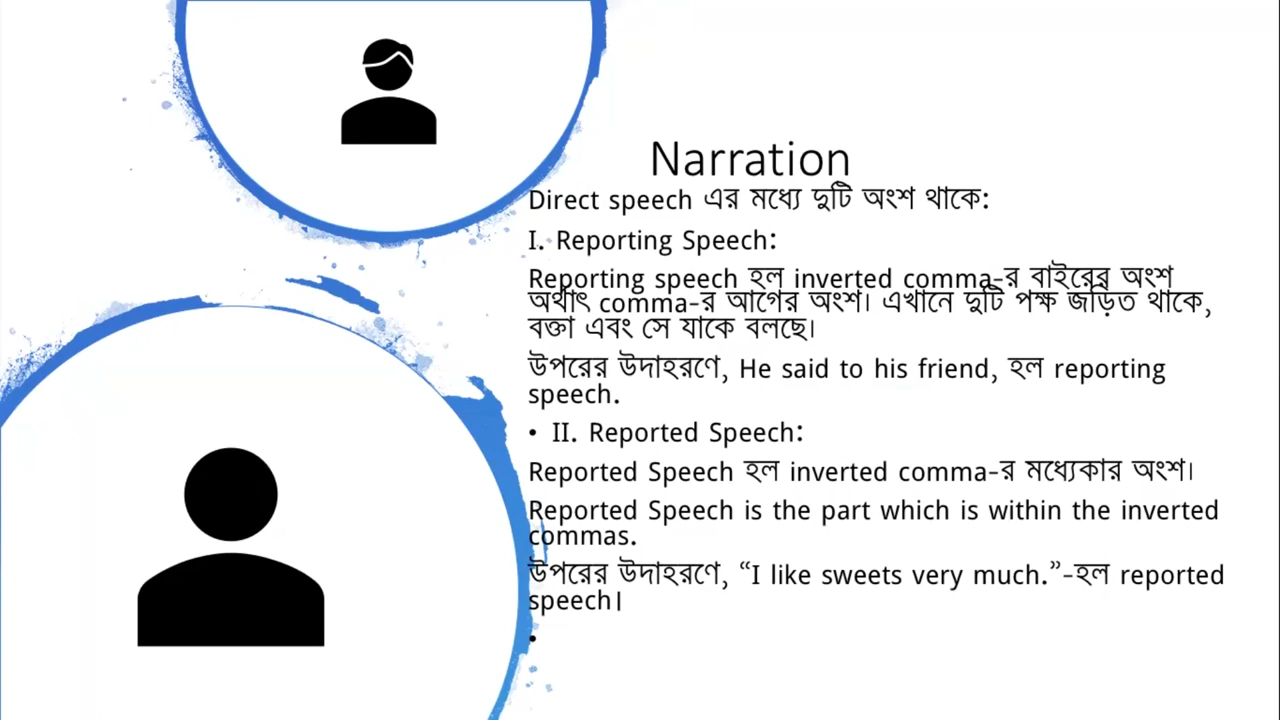 Narration
Direct speech এর মধ্যে দুটি অংশ থাকে:
I. Reporting Speech:
Reporting speech হল inverted comma-র বাইরের অংশ
অর্থাৎ comma-র আগের অংশ। এখানে দুটি পক্ষ জড়িত থাকে,
বক্তা এবং সে যাকে বলছে।
উপরের উদাহরণে, He said to his friend, হল reporting
speech.
• II. Reported Speech:
Reported Speech হল inverted comma-র মধ্যেকার অংশ।
Reported Speech is the part which is within the inverted
commas.
উপরের উদাহরণে, “I like sweets very much.”-হল reported
speech।
•